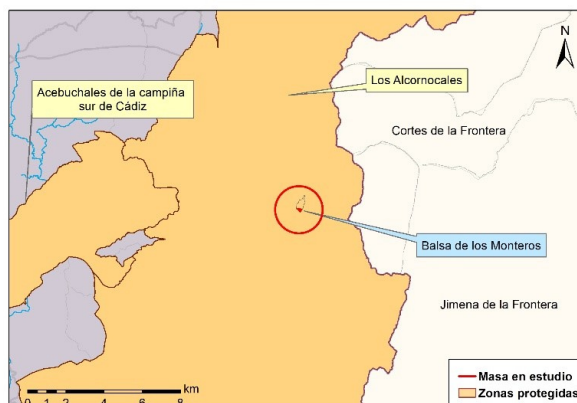 N
Los Alcornocales
Acebuchales de la campiña
sur de Cádiz
Cortes de la Frontera
Balsa de los Monteros
Jimena de la Frontera
km
0 1 2 4 6 8
Masa en estudio
Zonas protegidas